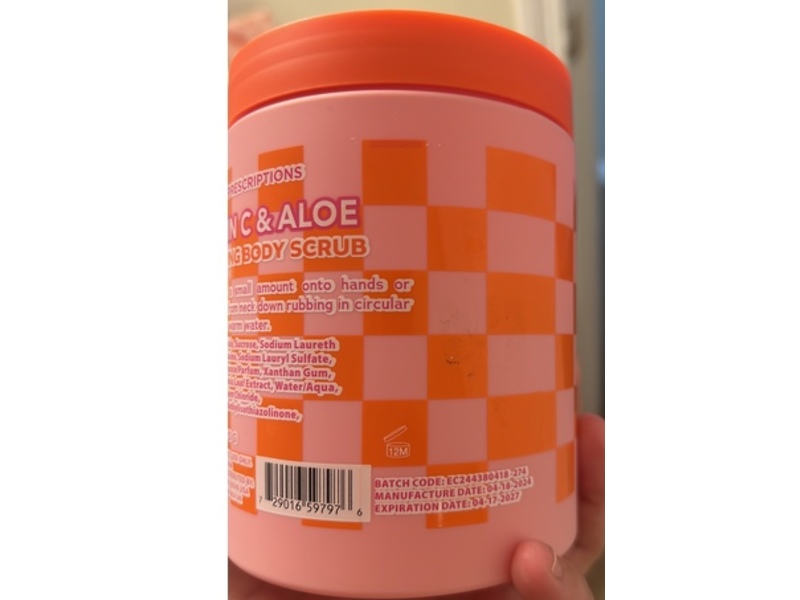 PRESCRIPTIONS
N C & ALOE
NG BODY SCRUB
small amount onto hands or
from neck down rubbing in circular
warm water.
Sucrose, Sodium Laureth
Sodium Lauryl Sulfate,
Parfum, Xanthan Gum,
Leaf Extract, Water/Aqua,
Chloride,
12M
BATCH CODE: EC244380418-274
MANUFACTURE DATE: 04-18-2024
EXPIRATION DATE: 04-17-2027
7 29016 59797 6